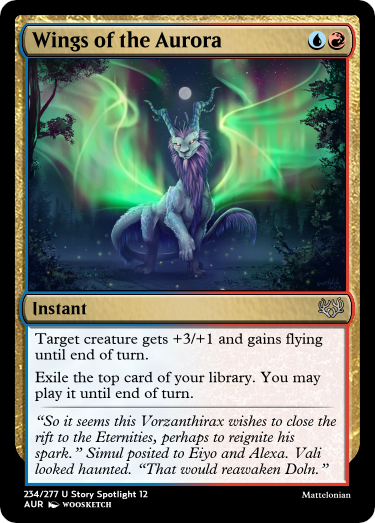 Wings of the Aurora
Instant
Target creature gets +3/+1 and gains flying
until end of turn.
Exile the top card of your library. You may
play it until end of turn.
“So it seems this Vorzanthirax wishes to close
the rift to the Eternities, perhaps to reignite his
spark.” Simul posited to Eiyo and Alexa. Vali
looked haunted. “That would reawaken Doln.”
234/277 U Story Spotlight 12
AUR WOOSKETCH
Mattelonian